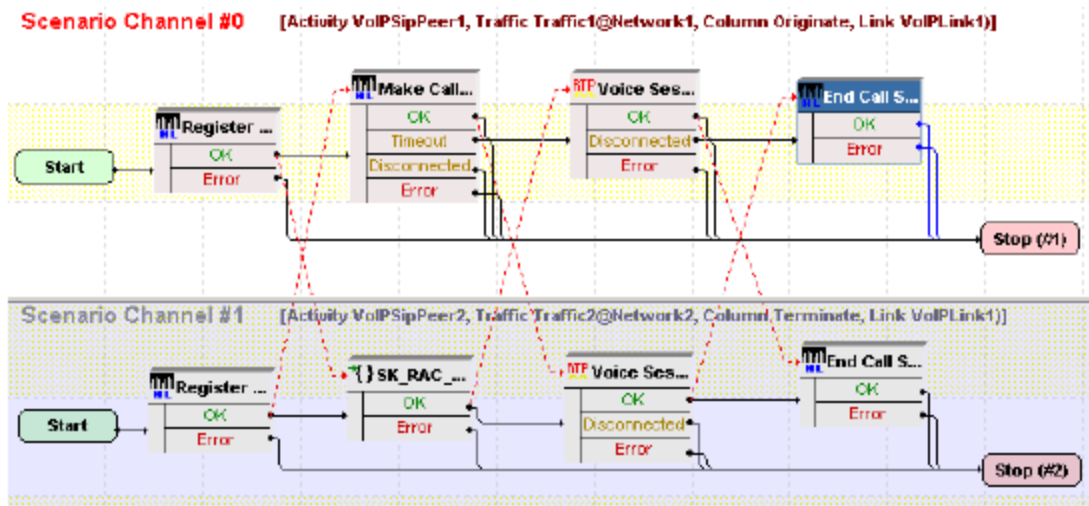 Scenario Channel #0 [Activity VoIPSipPeer1, Traffic Traffic1@Network1, Column Originate, Link VoIPLink1)]
Make Call...
OK
Timeout
Disconnected
Error
RTP Voice Ses...
OK
Disconnected
Error
End Call S...
OK
Error
Register ...
OK
Error
Start
Stop (#1)
Scenario Channel #1 [Activity VoIPSipPeer2, Traffic Traffic2@Network2, Column Terminate, Link VoIPLink1)]
Register ...
OK
Error
{} SK_RAC_...
OK
Error
RTP Voice Ses...
OK
Disconnected
Error
End Call S...
OK
Error
Start
Stop (#2)